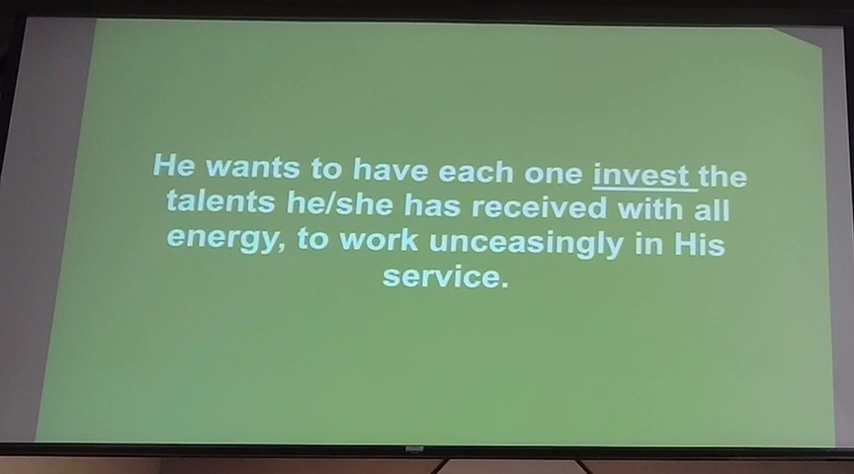 He wants to have each one invest the
talents he/she has received with all
energy, to work unceasingly in His
service.